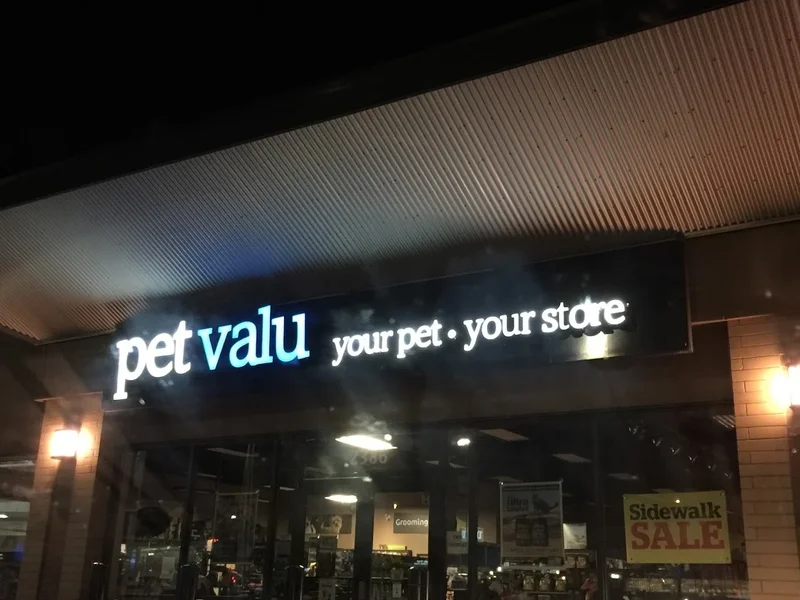 pet valu your pet • your store
Grooming
Sidewalk
SALE